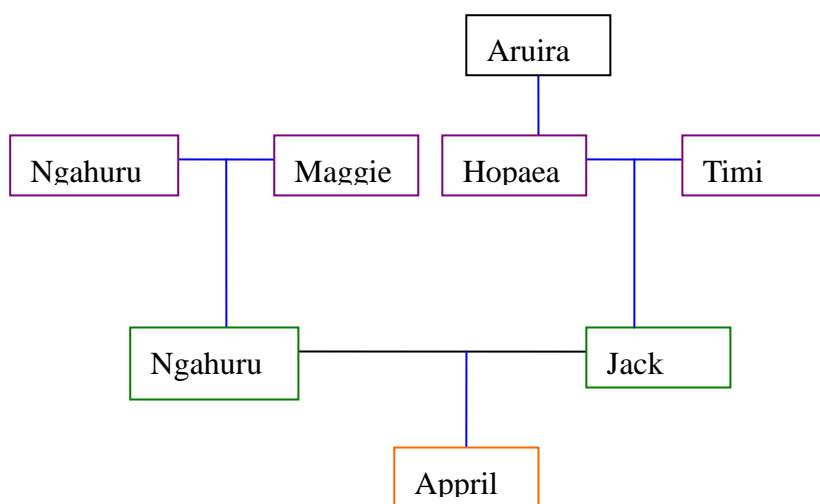 Aruira
Ngahuru
Maggie
Hopaea
Timi
Ngahuru
Jack
Appril